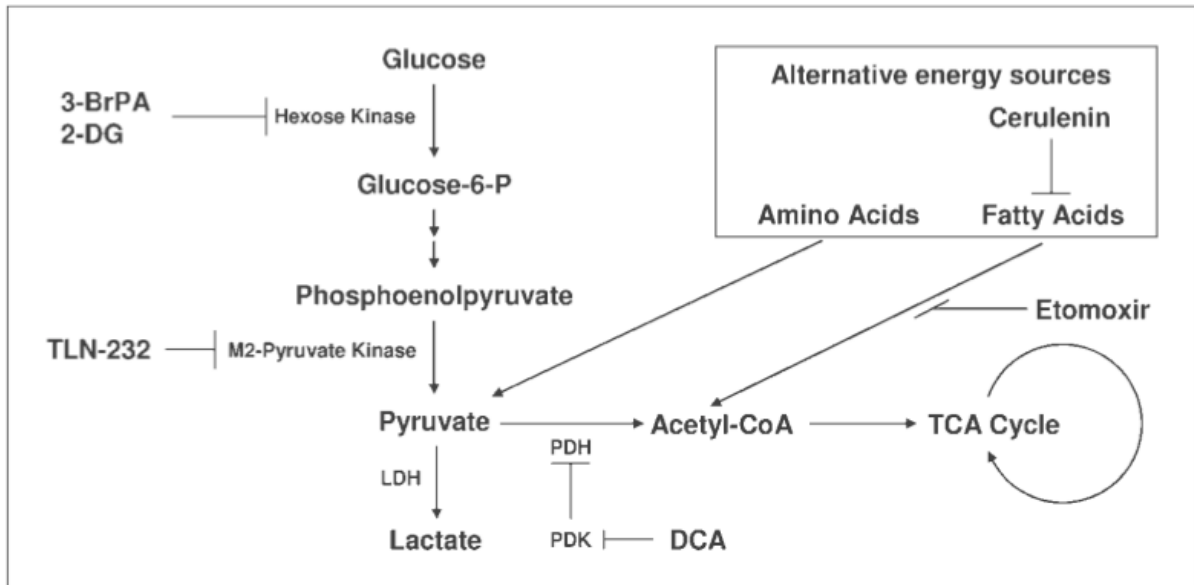 Glucose
Alternative energy sources
3-BrPA
2-DG
Hexose Kinase
Cerulenin
Glucose-6-P
Amino Acids
Fatty Acids
Phosphoenolpyruvate
Etomoxir
TLN-232
M2-Pyruvate Kinase
Pyruvate
Acetyl-CoA
TCA Cycle
PDH
LDH
Lactate
PDK
DCA